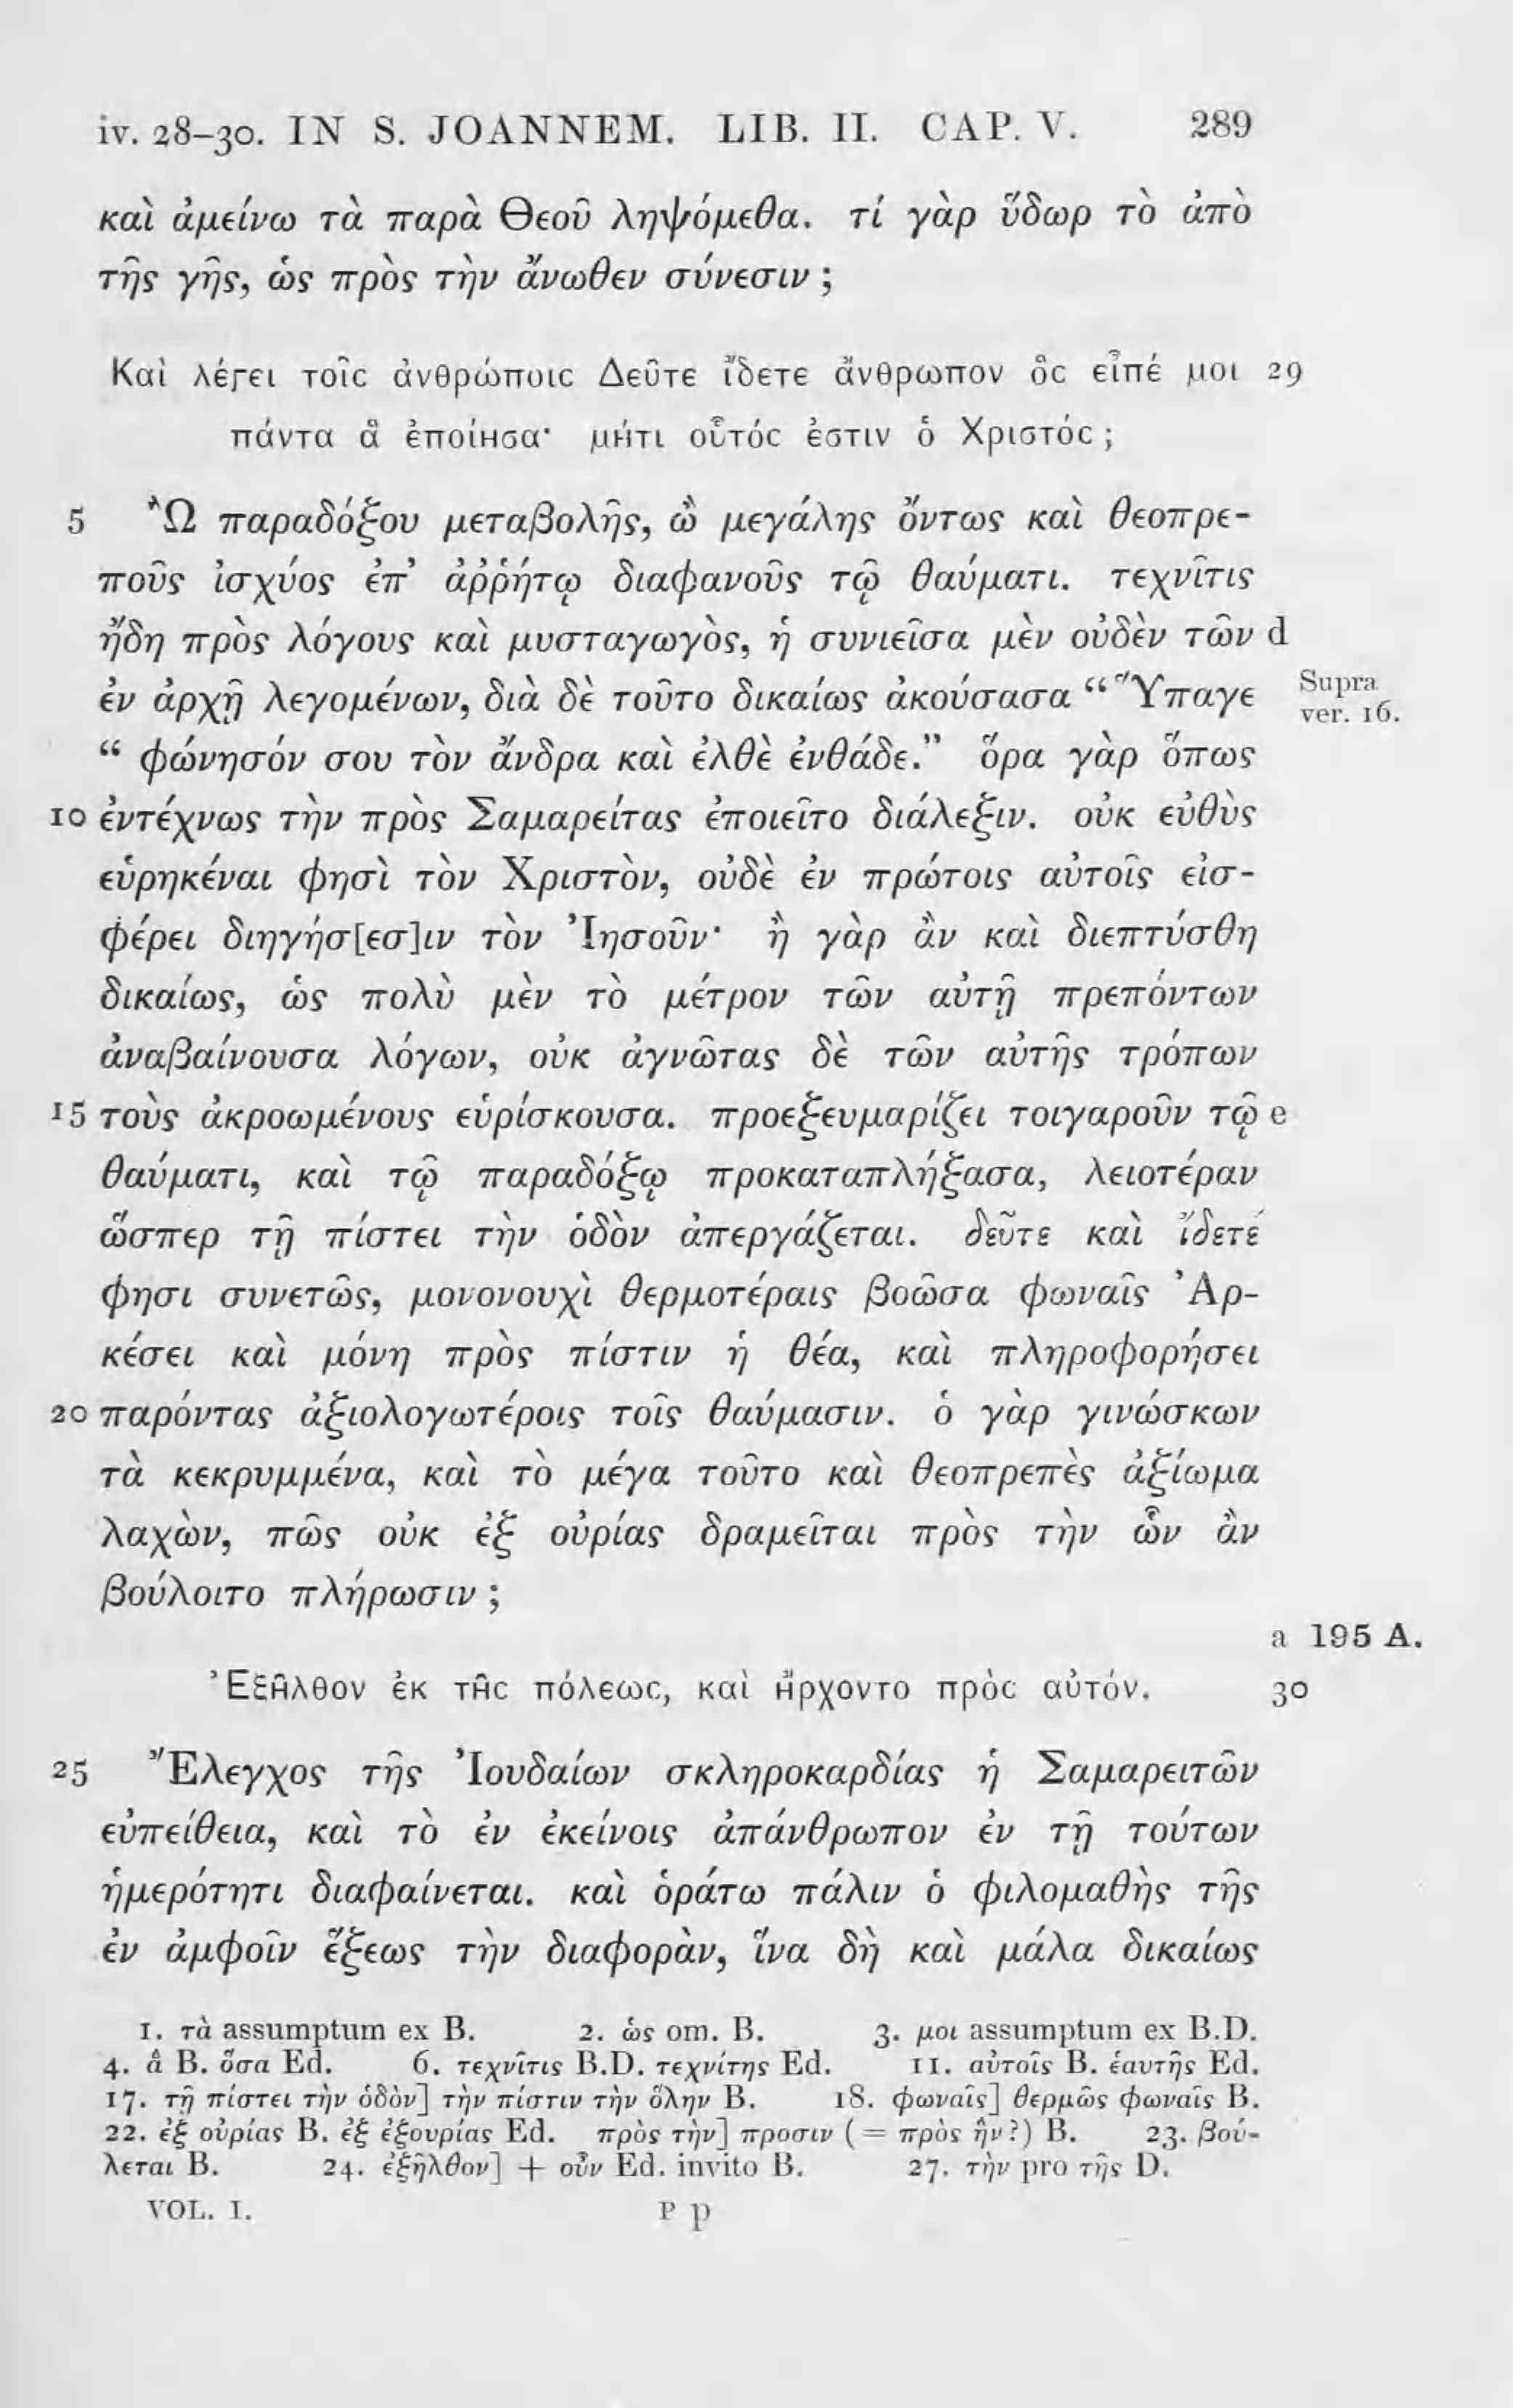 iv. 28–30. IN S. JOANNEM. LIB. II. CAP. V. 289
καὶ ἀμείνω τὰ παρὰ Θεοῦ ληψόμεθα. τί γὰρ ὕδωρ τὸ ἀπὸ
τῆς γῆς, ὡς πρὸς τὴν ἄνωθεν σύνεσιν ;
Καὶ λέγει τοῖς ἀνθρώποις Δεῦτε ἴδετε ἄνθρωπον ὃς εἶπέ μοι 29
πάντα ἃ ἐποίησα· μήτι οὗτός ἐστιν ὁ Χριστός ;
5 Ὢ παραδόξου μεταβολῆς, ὢ μεγάλης ὄντως καὶ θεοπρε-
ποῦς ἰσχύος ἐπ’ ἀῤῥήτῳ διαφανοῦς τῷ θαύματι. τεχνῖτις
ἤδη πρὸς λόγους καὶ μυσταγωγὸς, ἡ συνιεῖσα μὲν οὐδὲν τῶν d
ἐν ἀρχῇ λεγομένων, διὰ δὲ τοῦτο δικαίως ἀκούσασα “ Ὕπαγε Supra
ver. 16.
“ φώνησόν σου τὸν ἄνδρα καὶ ἐλθὲ ἐνθάδε.” ὅρα γὰρ ὅπως
10 ἐντέχνως τὴν πρὸς Σαμαρείτας ἐποιεῖτο διάλεξιν. οὐκ εὐθὺς
εὑρηκέναι φησὶ τὸν Χριστὸν, οὐδὲ ἐν πρώτοις αὐτοῖς εἰσ-
φέρει διηγήσ[εσ]ιν τὸν Ἰησοῦν· ἢ γὰρ ἂν καὶ διεπτύσθη
δικαίως, ὡς πολὺ μὲν τὸ μέτρον τῶν αὐτῇ πρεπόντων
ἀναβαίνουσα λόγων, οὐκ ἀγνῶτας δὲ τῶν αὐτῆς τρόπων
15 τοὺς ἀκροωμένους εὑρίσκουσα. προεξευμαρίζει τοιγαροῦν τῷ e
θαύματι, καὶ τῷ παραδόξῳ προκαταπλήξασα, λειοτέραν
ὥσπερ τῇ πίστει τὴν ὁδὸν ἀπεργάζεται. δεῦτε καὶ ἴδετέ
φησι συνετῶς, μονονουχὶ θερμοτέραις βοῶσα φωναῖς Ἀρ-
κέσει καὶ μόνη πρὸς πίστιν ἡ θέα, καὶ πληροφορήσει
20 παρόντας ἀξιολογωτέροις τοῖς θαύμασιν. ὁ γὰρ γινώσκων
τὰ κεκρυμμένα, καὶ τὸ μέγα τοῦτο καὶ θεοπρεπὲς ἀξίωμα
λαχὼν, πῶς οὐκ ἐξ οὐρίας δραμεῖται πρὸς τὴν ὧν ἂν
βούλοιτο πλήρωσιν ;
a 195 A.
Ἐξῆλθον ἐκ τῆς πόλεως, καὶ ἤρχοντο πρὸς αὐτόν. 30
25 Ἔλεγχος τῆς Ἰουδαίων σκληροκαρδίας ἡ Σαμαρειτῶν
εὐπείθεια, καὶ τὸ ἐν ἐκείνοις ἀπάνθρωπον ἐν τῇ τούτων
ἡμερότητι διαφαίνεται. καὶ ὁράτω πάλιν ὁ φιλομαθὴς τῆς
ἐν ἀμφοῖν ἕξεως τὴν διαφορὰν, ἵνα δὴ καὶ μάλα δικαίως
1. τὰ assumptum ex B. 2. ὡς om. B. 3. μοι assumptum ex B.D.
4. ἃ B. ὅσα Ed. 6. τεχνῖτις B.D. τεχνίτης Ed. 11. αὐτοῖς B. ἑαυτῆς Ed.
17. τῇ πίστει τὴν ὁδὸν] τὴν πίστιν τὴν ὅλην B. 18. φωναῖς] θερμῶς φωναῖς B.
22. ἐξ οὐρίας B. ἐξ ἐξουρίας Ed. πρὸς τὴν] προσιν ( = πρὸς ἣν ?) B. 23. βού-
λεται B. 24. ἐξῆλθον] + οὖν Ed. invito B. 27. τὴν pro τῆς D.
VOL. I. P p